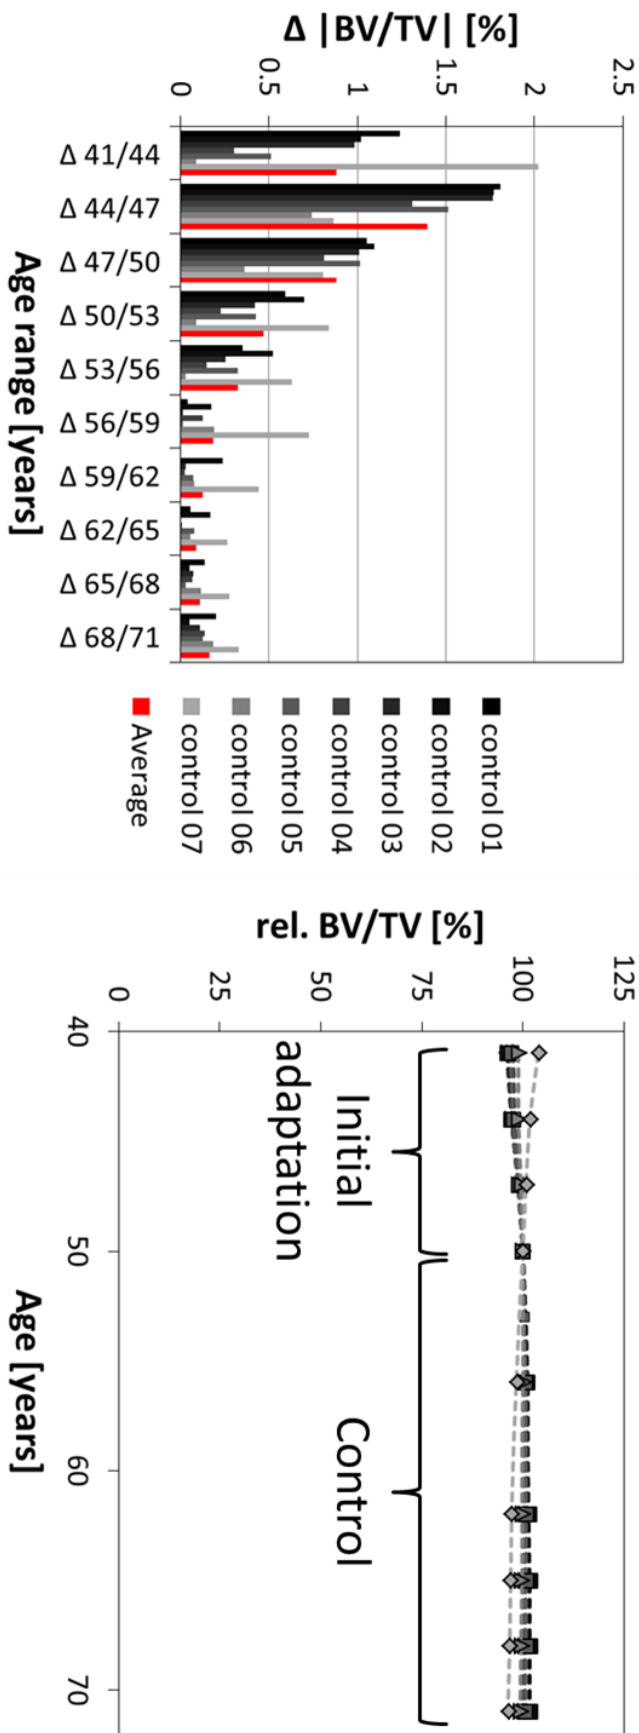 Δ |BV/TV| [%]
2.5
2
1.5
1
0.5
0
Δ 41/44
Δ 44/47
Δ 47/50
Δ 50/53
Δ 53/56
Δ 56/59
Δ 59/62
Δ 62/65
Δ 65/68
Δ 68/71
Age range [years]
control 01
control 02
control 03
control 04
control 05
control 06
control 07
Average
rel. BV/TV [%]
125
100
75
50
25
0
Initial
adaptation
Control
40
50
60
70
Age [years]